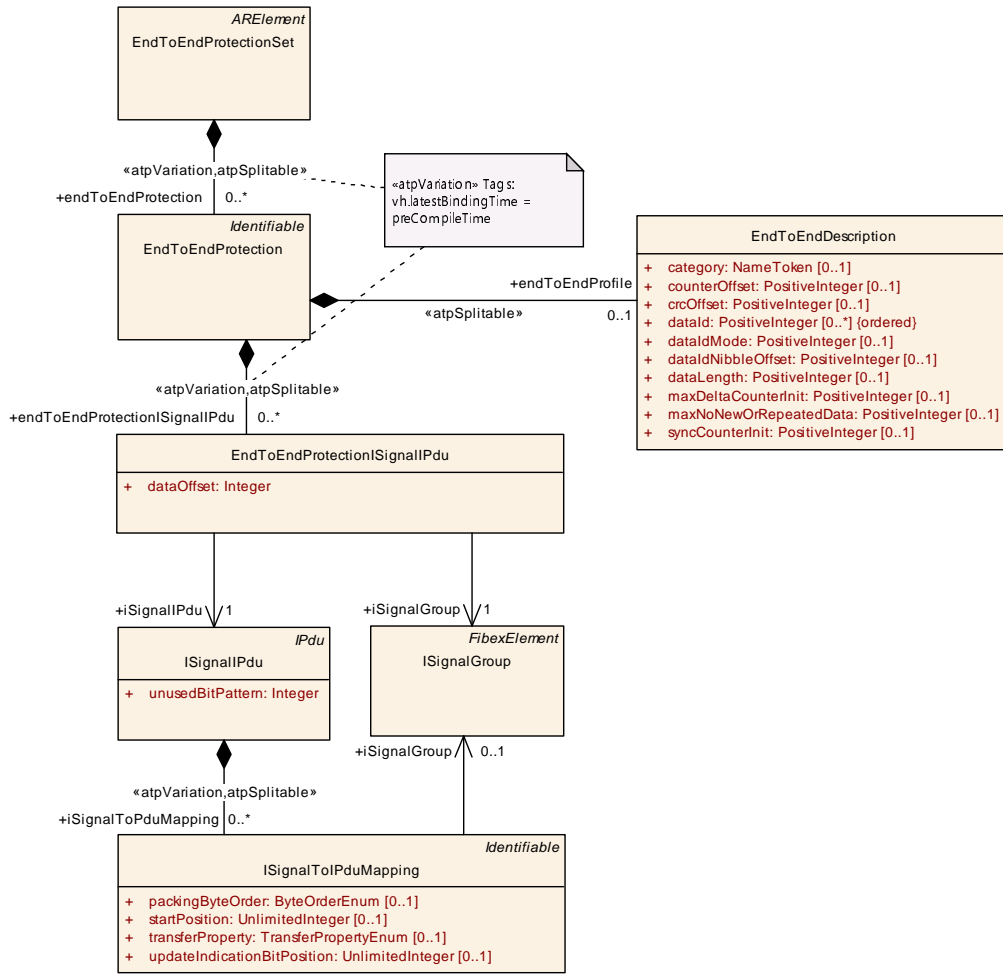 ARElement
EndToEndProtectionSet
«atpVariation,atpSplitable»
+endToEndProtection 0..*
«atpVariation» Tags:
vh.latestBindingTime =
preCompileTime
Identifiable
EndToEndProtection
+endToEndProfile
«atpSplitable» 0..1
EndToEndDescription
+ category: NameToken [0..1]
+ counterOffset: PositiveInteger [0..1]
+ crcOffset: PositiveInteger [0..1]
+ dataId: PositiveInteger [0..*] {ordered}
+ dataIdMode: PositiveInteger [0..1]
+ dataIdNibbleOffset: PositiveInteger [0..1]
+ dataLength: PositiveInteger [0..1]
+ maxDeltaCounterInit: PositiveInteger [0..1]
+ maxNoNewOrRepeatedData: PositiveInteger [0..1]
+ syncCounterInit: PositiveInteger [0..1]
«atpVariation,atpSplitable»
+endToEndProtectionISignalIPdu 0..*
EndToEndProtectionISignalIPdu
+ dataOffset: Integer
+iSignalIPdu 1
+iSignalGroup 1
IPdu
ISignalIPdu
+ unusedBitPattern: Integer
FibexElement
ISignalGroup
+iSignalGroup 0..1
«atpVariation,atpSplitable»
+iSignalToPduMapping 0..*
Identifiable
ISignalToIPduMapping
+ packingByteOrder: ByteOrderEnum [0..1]
+ startPosition: UnlimitedInteger [0..1]
+ transferProperty: TransferPropertyEnum [0..1]
+ updateIndicationBitPosition: UnlimitedInteger [0..1]